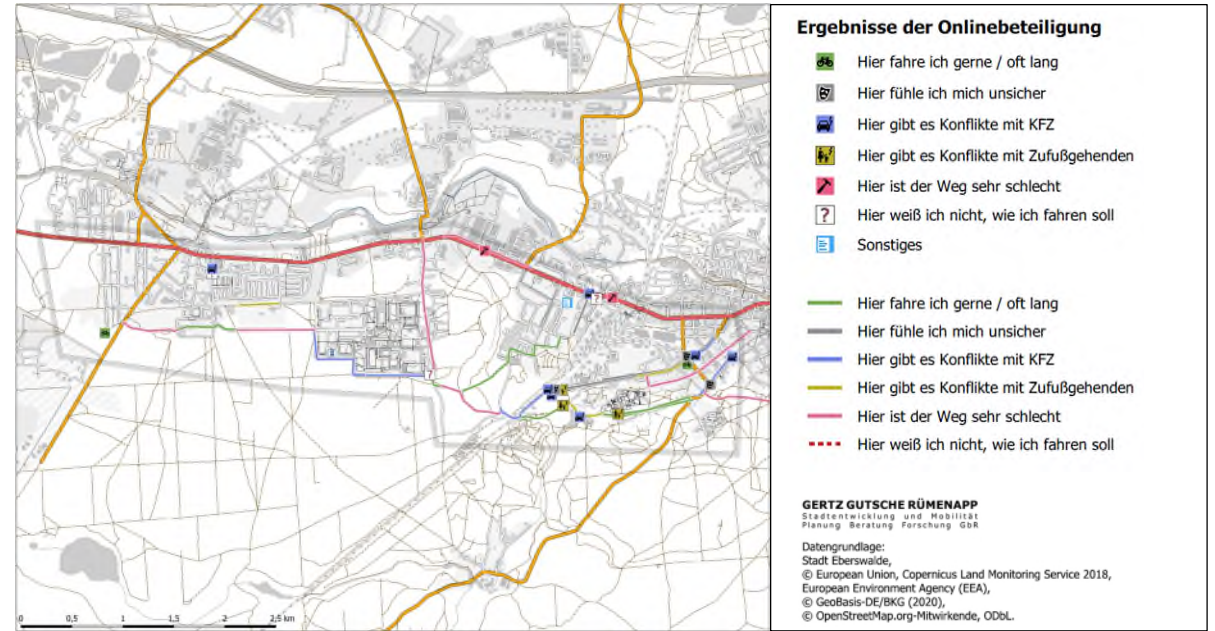 Ergebnisse der Onlinebeteiligung
Hier fahre ich gerne / oft lang
Hier fühle ich mich unsicher
Hier gibt es Konflikte mit KFZ
Hier gibt es Konflikte mit Zufußgehenden
Hier ist der Weg sehr schlecht
? Hier weiß ich nicht, wie ich fahren soll
Sonstiges
Hier fahre ich gerne / oft lang
Hier fühle ich mich unsicher
Hier gibt es Konflikte mit KFZ
Hier gibt es Konflikte mit Zufußgehenden
Hier ist der Weg sehr schlecht
Hier weiß ich nicht, wie ich fahren soll
GERTZ GUTSCHE RÜMENAPP
Stadtentwicklung und Mobilität
Planung Beratung Forschung GbR
Datengrundlage:
Stadt Eberswalde,
© European Union, Copernicus Land Monitoring Service 2018,
European Environment Agency (EEA),
© GeoBasis-DE/BKG (2020),
© OpenStreetMap.org-Mitwirkende, ODbL.
?
?
0 0,5 1 1,5 2 2,5 km